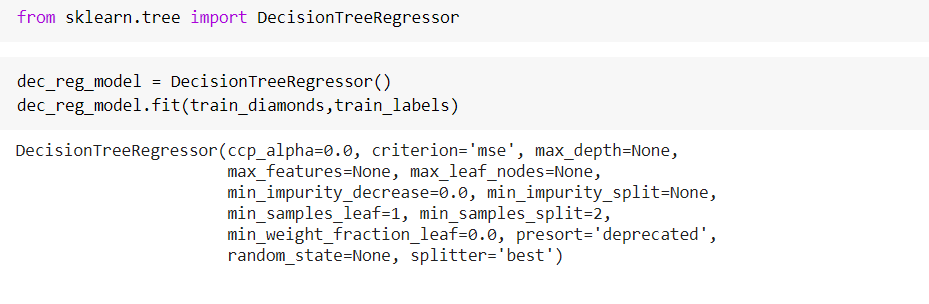 from sklearn.tree import DecisionTreeRegressor
dec_reg_model = DecisionTreeRegressor()
dec_reg_model.fit(train_diamonds,train_labels)
DecisionTreeRegressor(ccp_alpha=0.0, criterion='mse', max_depth=None,
max_features=None, max_leaf_nodes=None,
min_impurity_decrease=0.0, min_impurity_split=None,
min_samples_leaf=1, min_samples_split=2,
min_weight_fraction_leaf=0.0, presort='deprecated',
random_state=None, splitter='best')